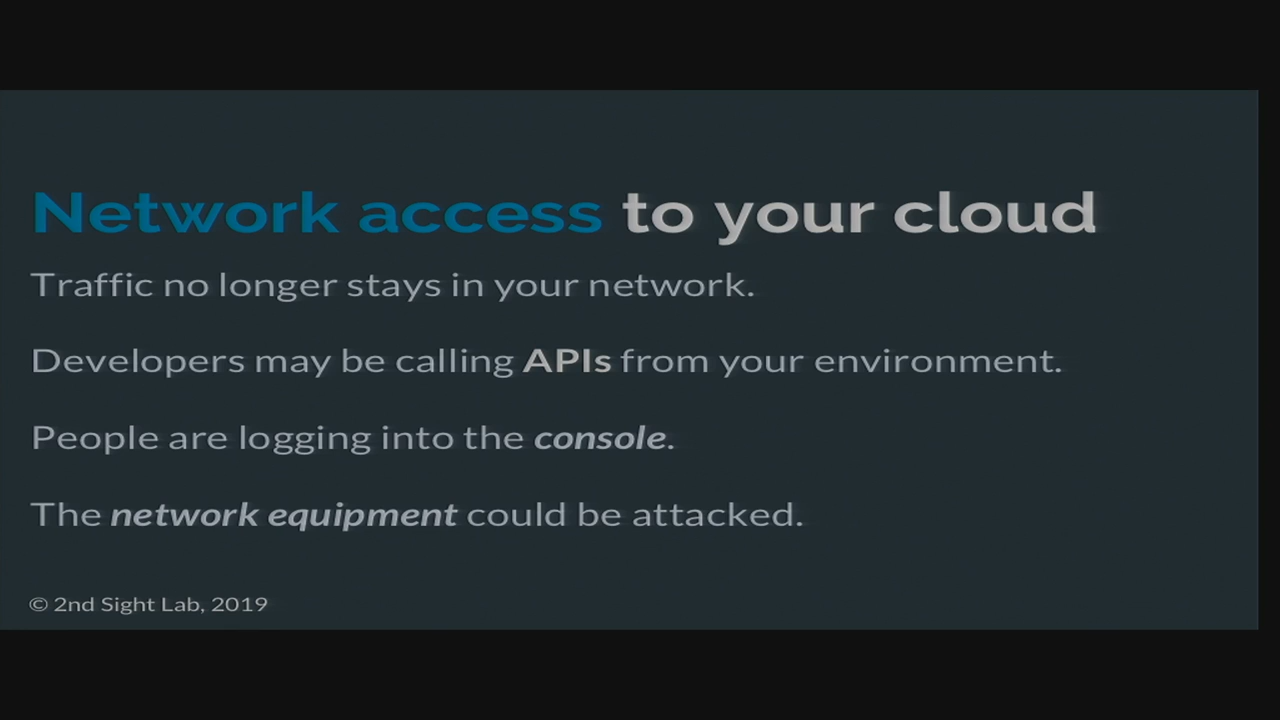 Network access to your cloud
Traffic no longer stays in your network.
Developers may be calling APIs from your environment.
People are logging into the console.
The network equipment could be attacked.
© 2nd Sight Lab, 2019